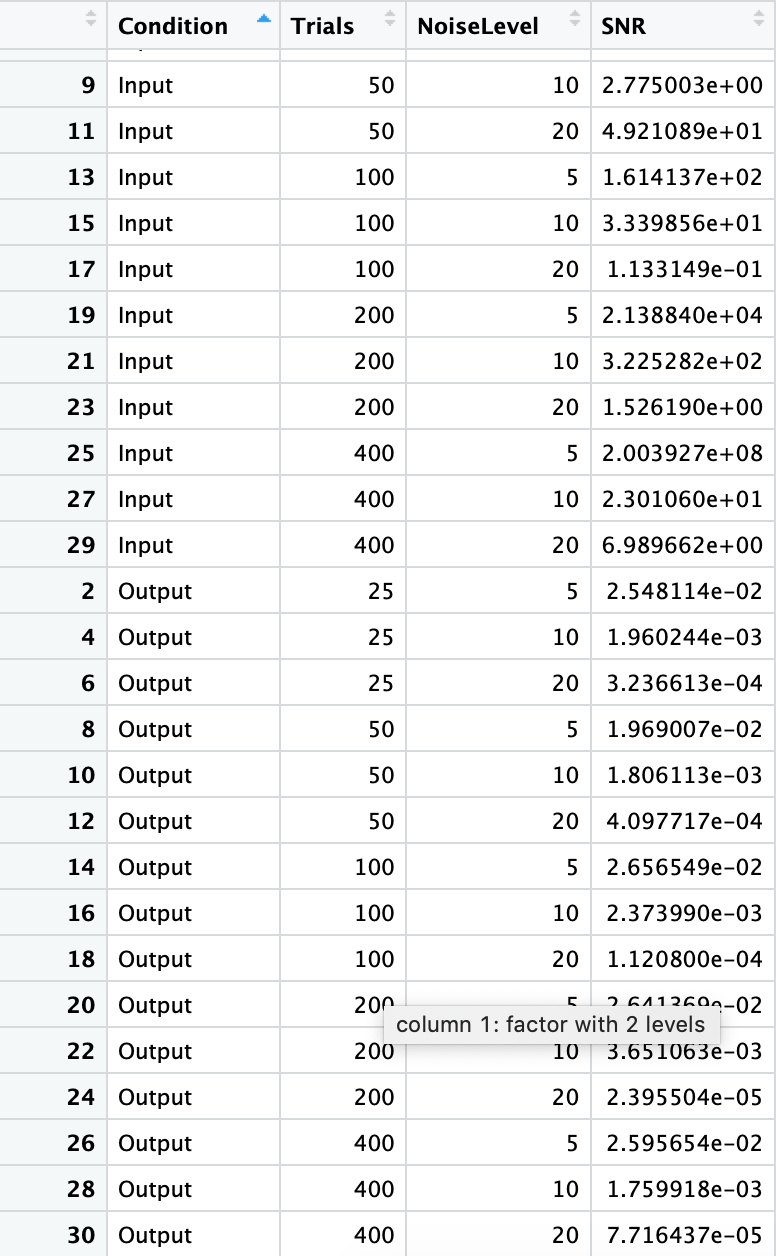 Condition Trials NoiseLevel SNR
9 Input 50 10 2.775003e+00
11 Input 50 20 4.921089e+01
13 Input 100 5 1.614137e+02
15 Input 100 10 3.339856e+01
17 Input 100 20 1.133149e-01
19 Input 200 5 2.138840e+04
21 Input 200 10 3.225282e+02
23 Input 200 20 1.526190e+00
25 Input 400 5 2.003927e+08
27 Input 400 10 2.301060e+01
29 Input 400 20 6.989662e+00
2 Output 25 5 2.548114e-02
4 Output 25 10 1.960244e-03
6 Output 25 20 3.236613e-04
8 Output 50 5 1.969007e-02
10 Output 50 10 1.806113e-03
12 Output 50 20 4.097717e-04
14 Output 100 5 2.656549e-02
16 Output 100 10 2.373990e-03
18 Output 100 20 1.120800e-04
20 Output 200 5 2.641369e-02
column 1: factor with 2 levels
22 Output 200 10 3.651063e-03
24 Output 200 20 2.395504e-05
26 Output 400 5 2.595654e-02
28 Output 400 10 1.759918e-03
30 Output 400 20 7.716437e-05